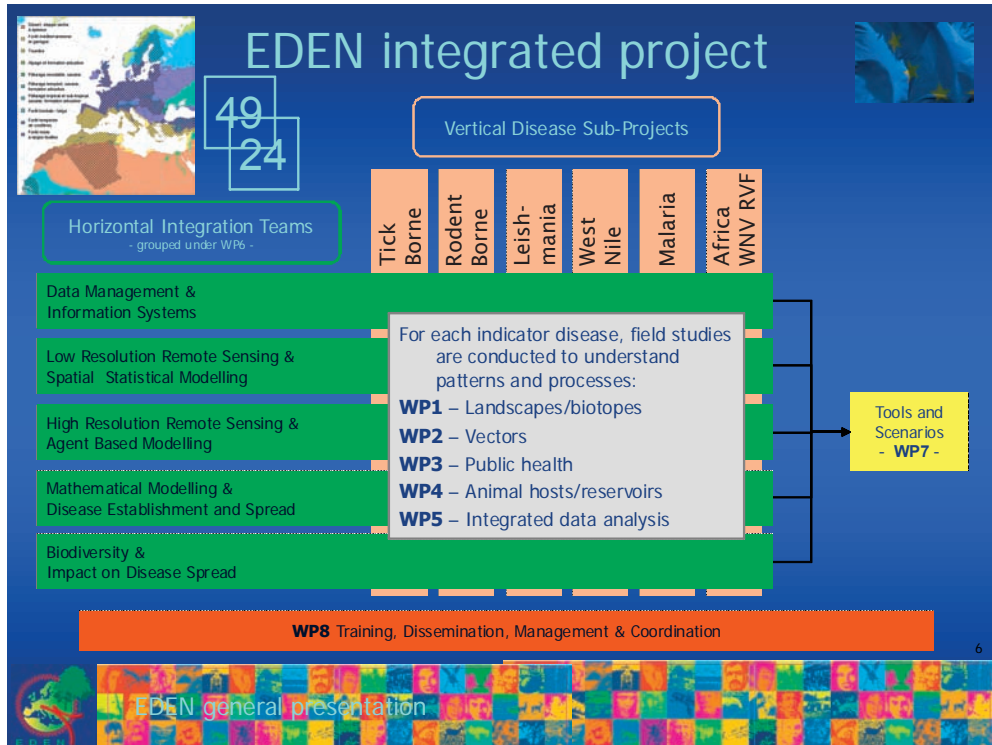 EDEN integrated project
49
24
Vertical Disease Sub-Projects
Horizontal Integration Teams
- grouped under WP6 -
Tick
Borne
Rodent
Borne
Leish-
mania
West
Nile
Malaria
Africa
WNV RVF
Data Management &
Information Systems
Low Resolution Remote Sensing &
Spatial Statistical Modelling
High Resolution Remote Sensing &
Agent Based Modelling
Mathematical Modelling &
Disease Establishment and Spread
Biodiversity &
Impact on Disease Spread
For each indicator disease, field studies
are conducted to understand
patterns and processes:
WP1 – Landscapes/biotopes
WP2 – Vectors
WP3 – Public health
WP4 – Animal hosts/reservoirs
WP5 – Integrated data analysis
Tools and
Scenarios
- WP7 -
WP8 Training, Dissemination, Management & Coordination
6
EDEN general presentation
EDEN